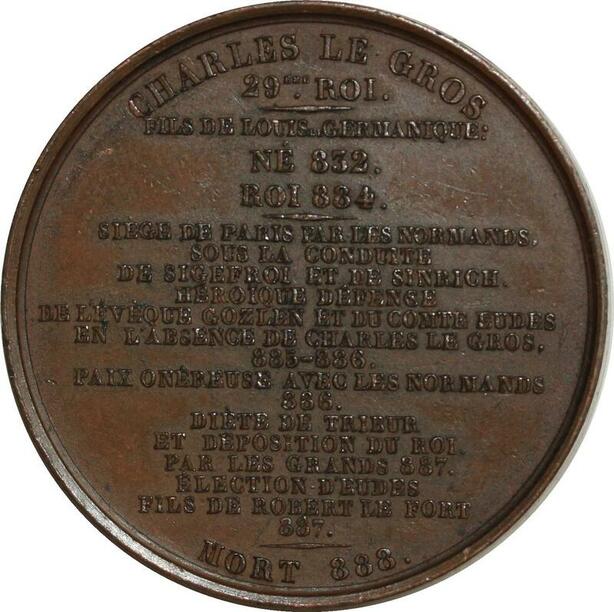 CHARLES LE GROS
29ME. ROI.
FILS DE LOUIS LE GERMANIQUE:
NÉ 832.
ROI 884.
SIÈGE DE PARIS PAR LES NORMANDS,
SOUS LA CONDUITE
DE SIGEFROI ET DE SINRICH.
HÉROÏQUE DÉFENSE
DE L'ÉVÊQUE GOZLEN ET DU COMTE EUDES
EN L'ABSENCE DE CHARLES LE GROS,
885-886.
PAIX ONÉREUSE AVEC LES NORMANDS
886.
DIÈTE DE TRIBUR
ET DÉPOSITION DU ROI
PAR LES GRANDS 887.
ÉLECTION D'EUDES
FILS DE ROBERT LE FORT
887.
MORT 888.